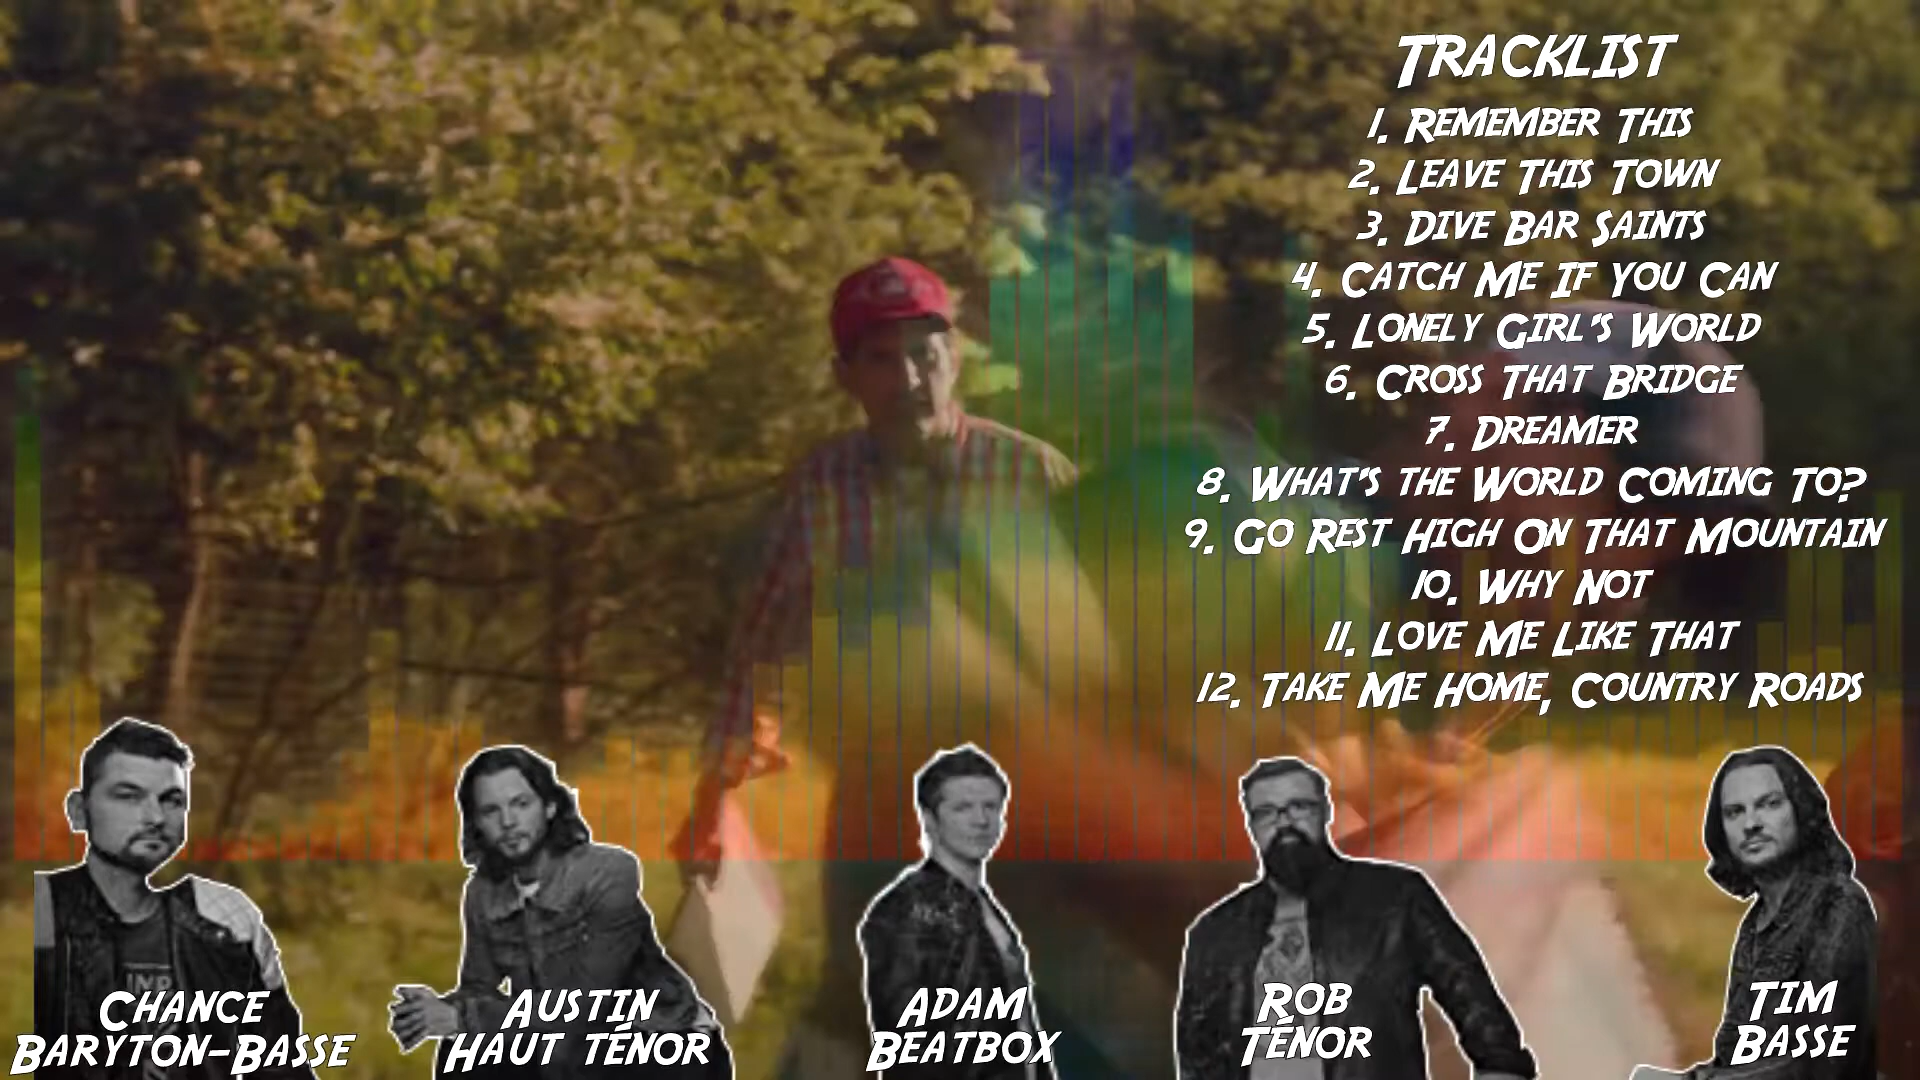 Tracklist
1. Remember This
2. Leave This Town
3. Dive Bar Saints
4. Catch Me If You Can
5. Lonely Girl's World
6. Cross That Bridge
7. Dreamer
8. What's the World Coming To?
9. Go Rest High On That Mountain
10. Why Not
11. Love Me Like That
12. Take Me Home, Country Roads
Chance
Baryton-Basse
Austin
Haut ténor
Adam
Beatbox
Rob
Ténor
Tim
Basse